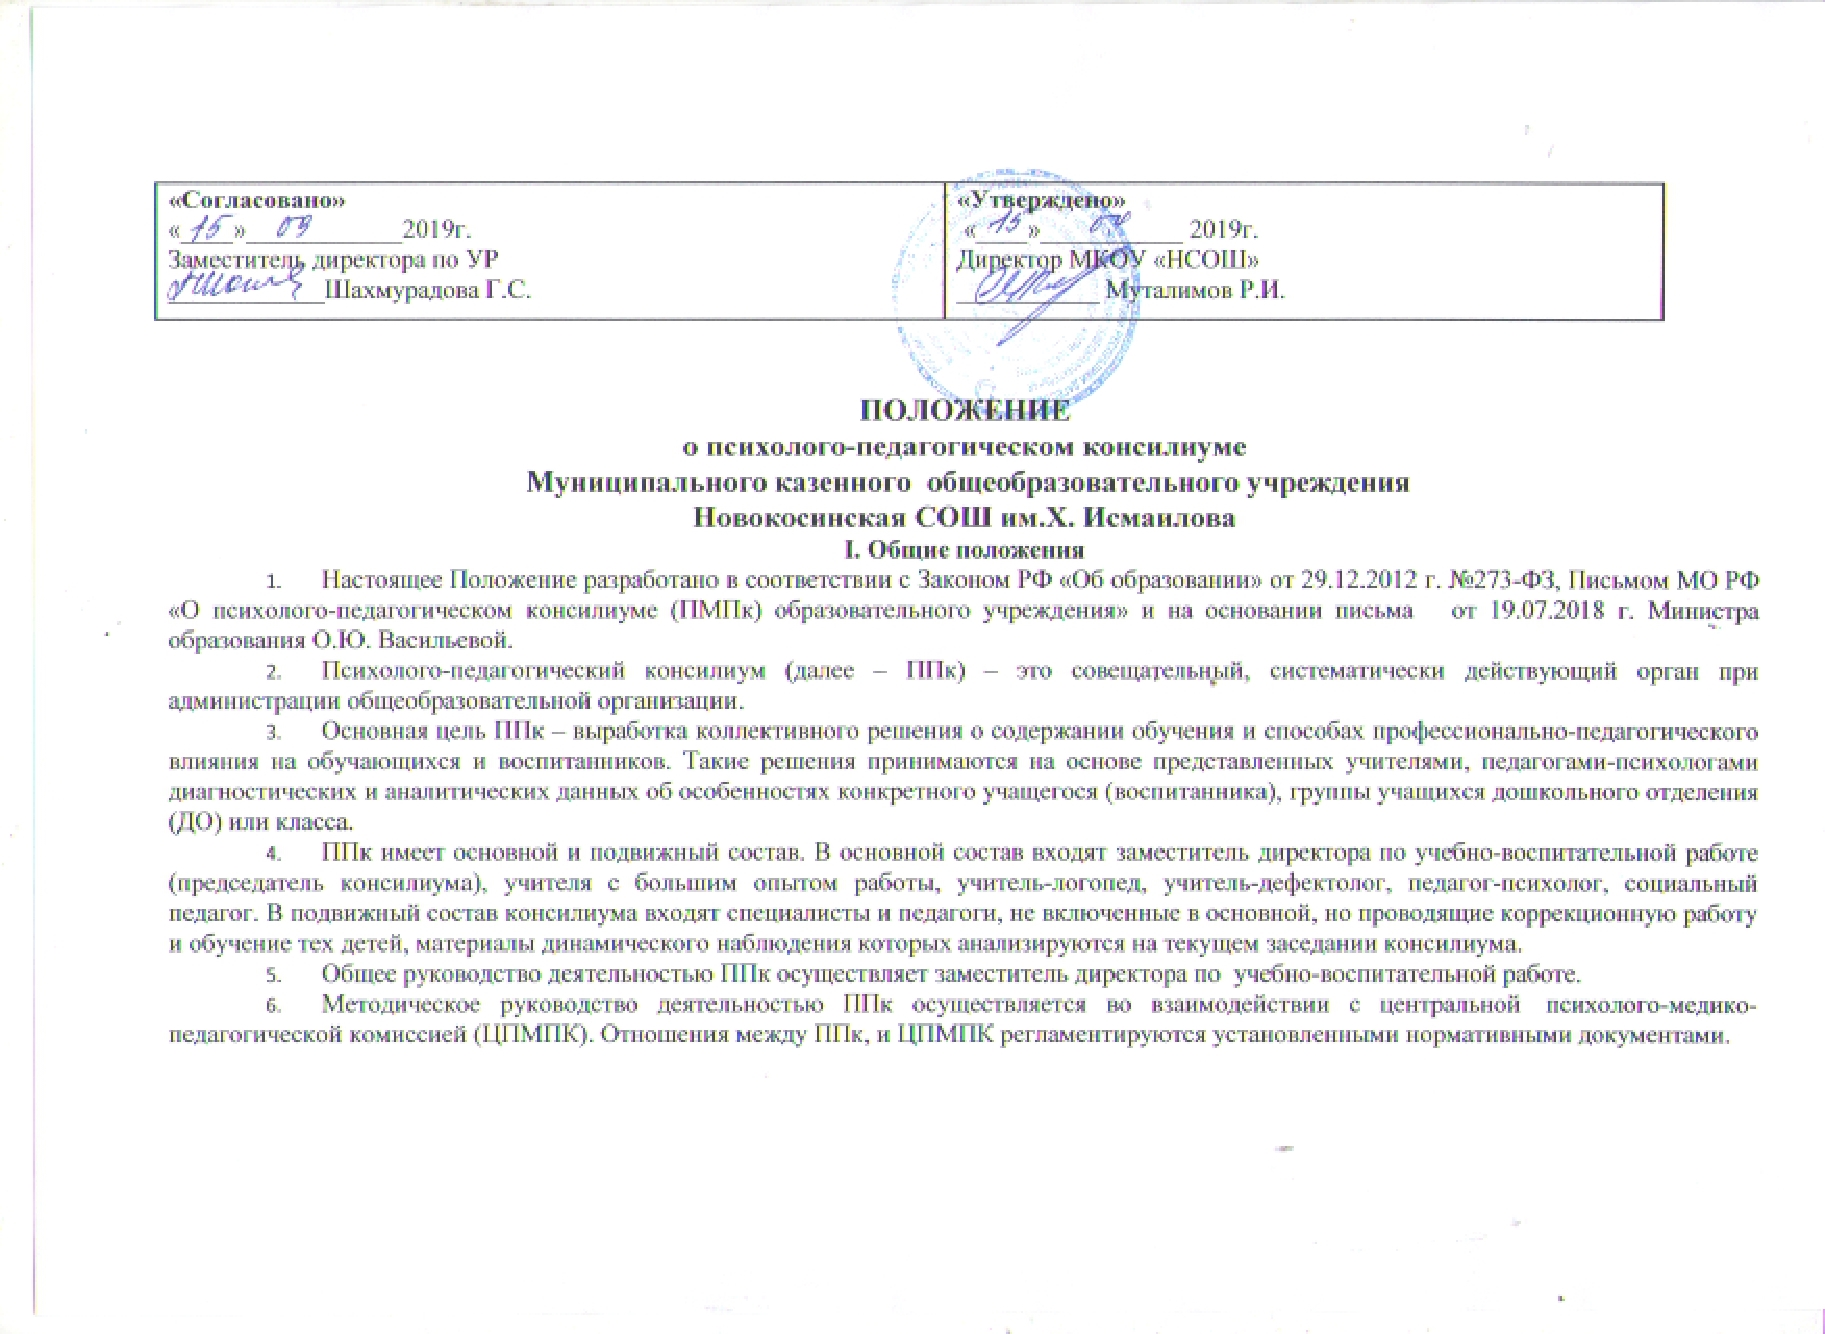 «Согласовано»
«15» 09 2019г.
Заместитель директора по УР
Шахмурадова Г.С.
«Утверждено»
«15» 2019г.
Директор МКОУ «НСОШ»
Муталимов Р.И.
ПОЛОЖЕНИЕ
о психолого-педагогическом консилиуме
Муниципального казенного общеобразовательного учреждения
Новокосинская СОШ им.Х. Исмаилова
I. Общие положения
1. Настоящее Положение разработано в соответствии с Законом РФ «Об образовании» от 29.12.2012 г. №273-ФЗ, Письмом МО РФ
«О психолого-педагогическом консилиуме (ПМПк) образовательного учреждения» и на основании письма от 19.07.2018 г. Министра
образования О.Ю. Васильевой.
2. Психолого-педагогический консилиум (далее – ППк) – это совещательный, систематически действующий орган при
администрации общеобразовательной организации.
3. Основная цель ППк – выработка коллективного решения о содержании обучения и способах профессионально-педагогического
влияния на обучающихся и воспитанников. Такие решения принимаются на основе представленных учителями, педагогами-психологами
диагностических и аналитических данных об особенностях конкретного учащегося (воспитанника), группы учащихся дошкольного отделения
(ДО) или класса.
4. ППк имеет основной и подвижный состав. В основной состав входят заместитель директора по учебно-воспитательной работе
(председатель консилиума), учителя с большим опытом работы, учитель-логопед, учитель-дефектолог, педагог-психолог, социальный
педагог. В подвижный состав консилиума входят специалисты и педагоги, не включенные в основной, но проводящие коррекционную работу
и обучение тех детей, материалы динамического наблюдения которых анализируются на текущем заседании консилиума.
5. Общее руководство деятельностью ППк осуществляет заместитель директора по учебно-воспитательной работе.
6. Методическое руководство деятельностью ППк осуществляется во взаимодействии с центральной психолого-медико-
педагогической комиссией (ЦПМПК). Отношения между ППк, и ЦПМПК регламентируются установленными нормативными документами.